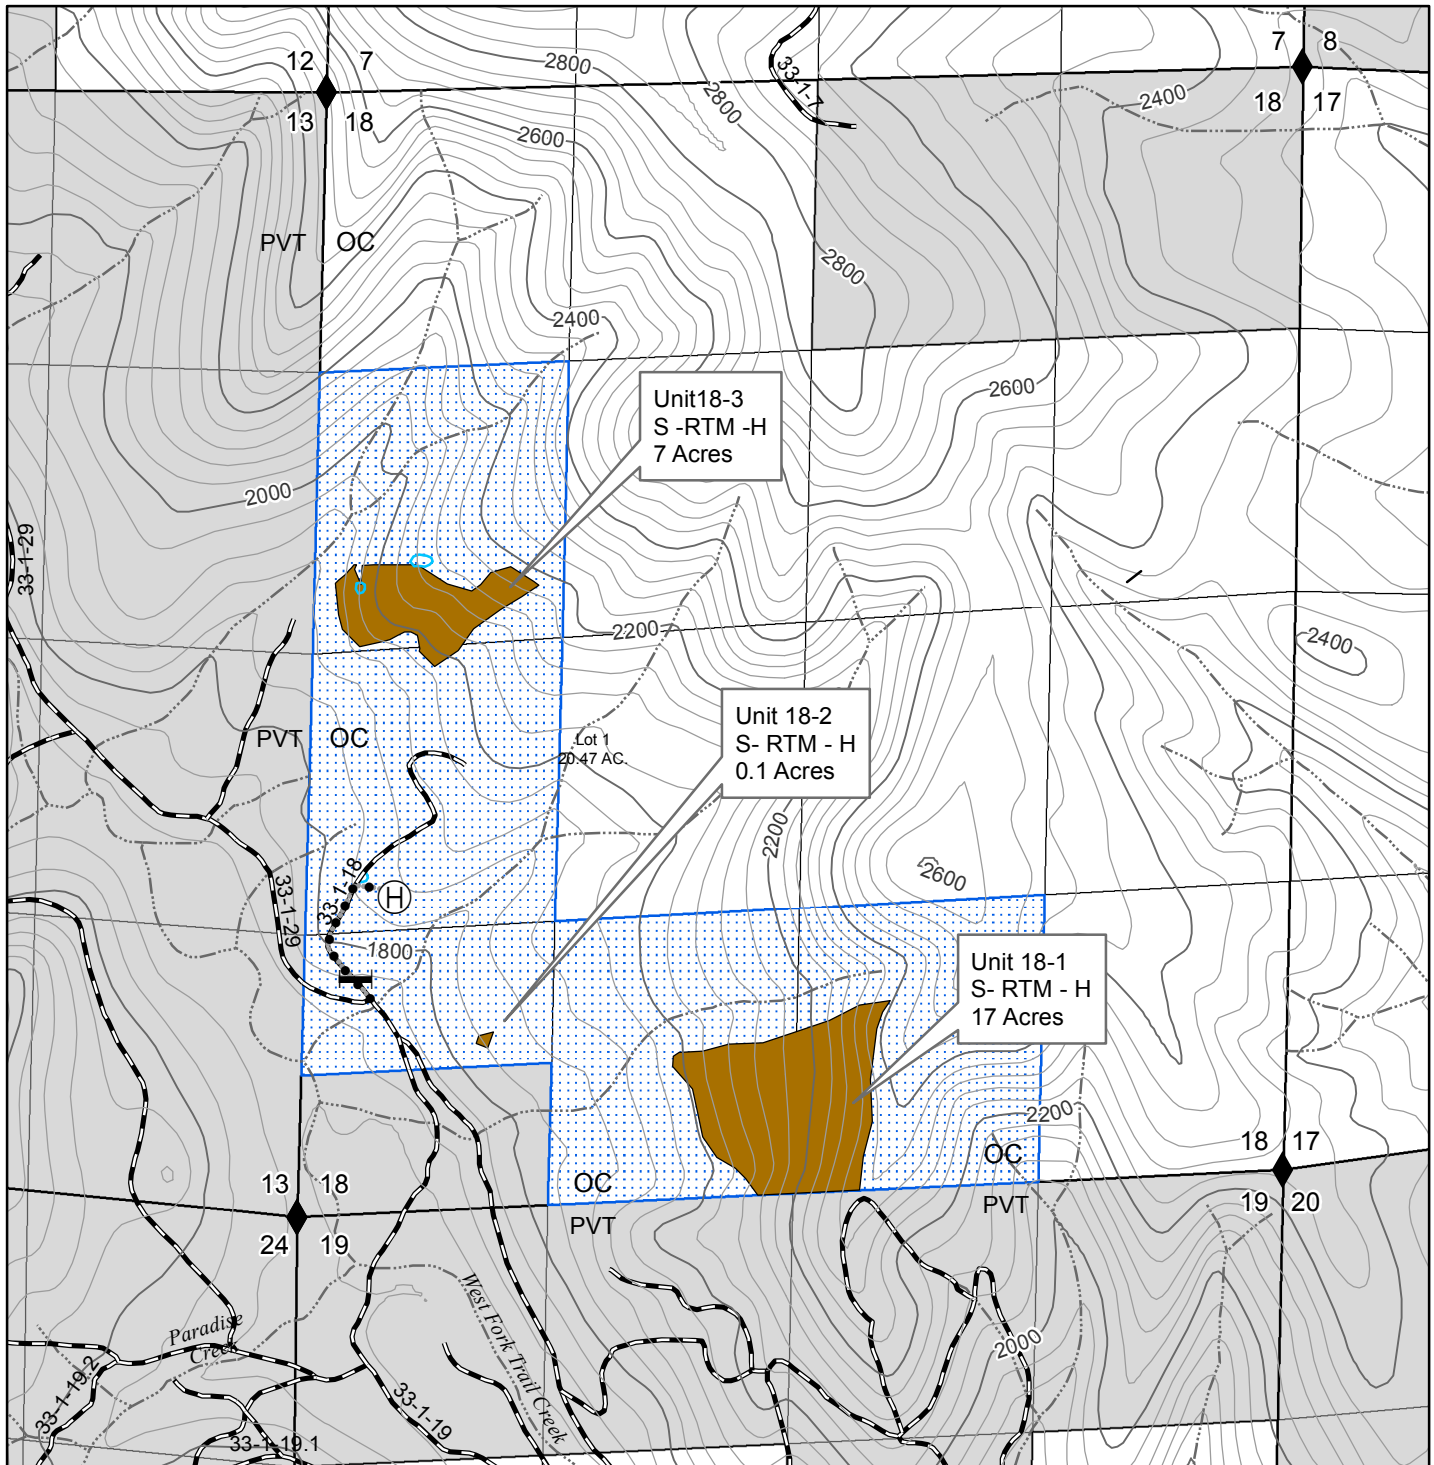 12 7
2800
33-1-7
7 8
2800
2400
18 17
13 18
2600
PVT OC
2800
2400
Unit18-3
S -RTM -H
7 Acres
2600
2000
33-1-29
2200
2400
PVT OC
Lot 1
20.47 AC.
Unit 18-2
S- RTM - H
0.1 Acres
2200
2600
33-1-18
H
33-1-29
1800
Unit 18-1
S- RTM - H
17 Acres
2200
OC
18 17
13 18
OC
PVT
PVT
19 20
24 19
West Fork Trail Creek
Paradise
Creek
2000
33-1-19.2
33-1-19
33-1-19.1